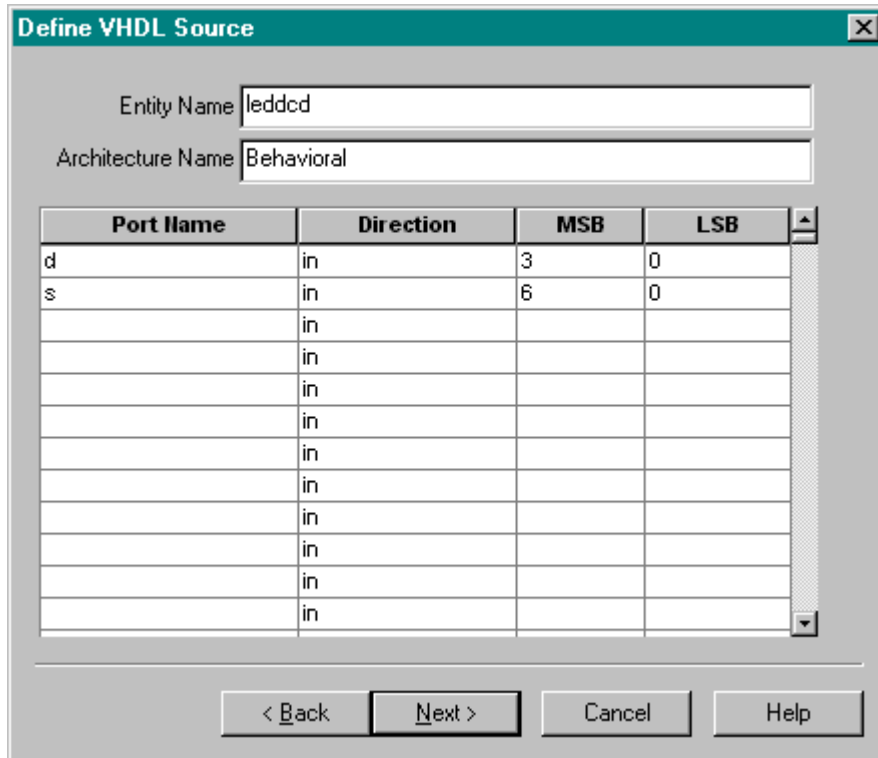 Define VHDL Source
Entity Name leddcd
Architecture Name Behavioral
Port Name Direction MSB LSB
d in 3 0
s in 6 0
in
in
in
in
in
in
in
in
in
in
< Back Next > Cancel Help